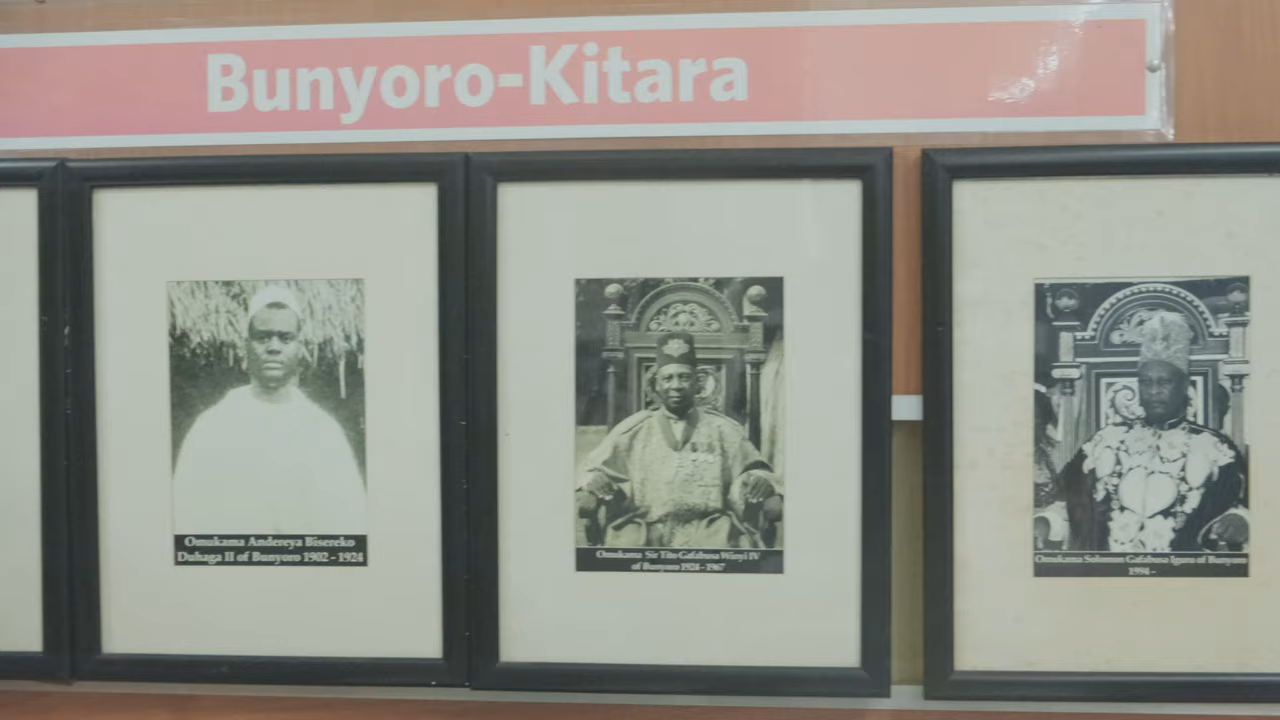 Bunyoro-Kitara
Omukama Andereya Bisereko
Duhaga II of Bunyoro 1902 - 1924
Omukama Sir Tito Gafabusa Winyi IV
of Bunyoro 1924 - 1967
Omukama Solomon Gafabusa Iguru of Bunyoro
1994 -